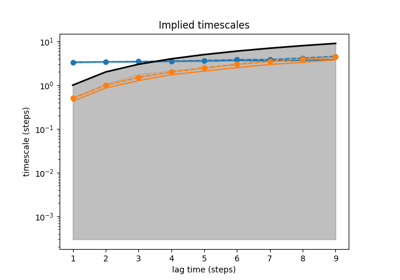 Implied timescales
10¹
10⁰
10⁻¹
10⁻²
10⁻³
timescale (steps)
1 2 3 4 5 6 7 8 9
lag time (steps)